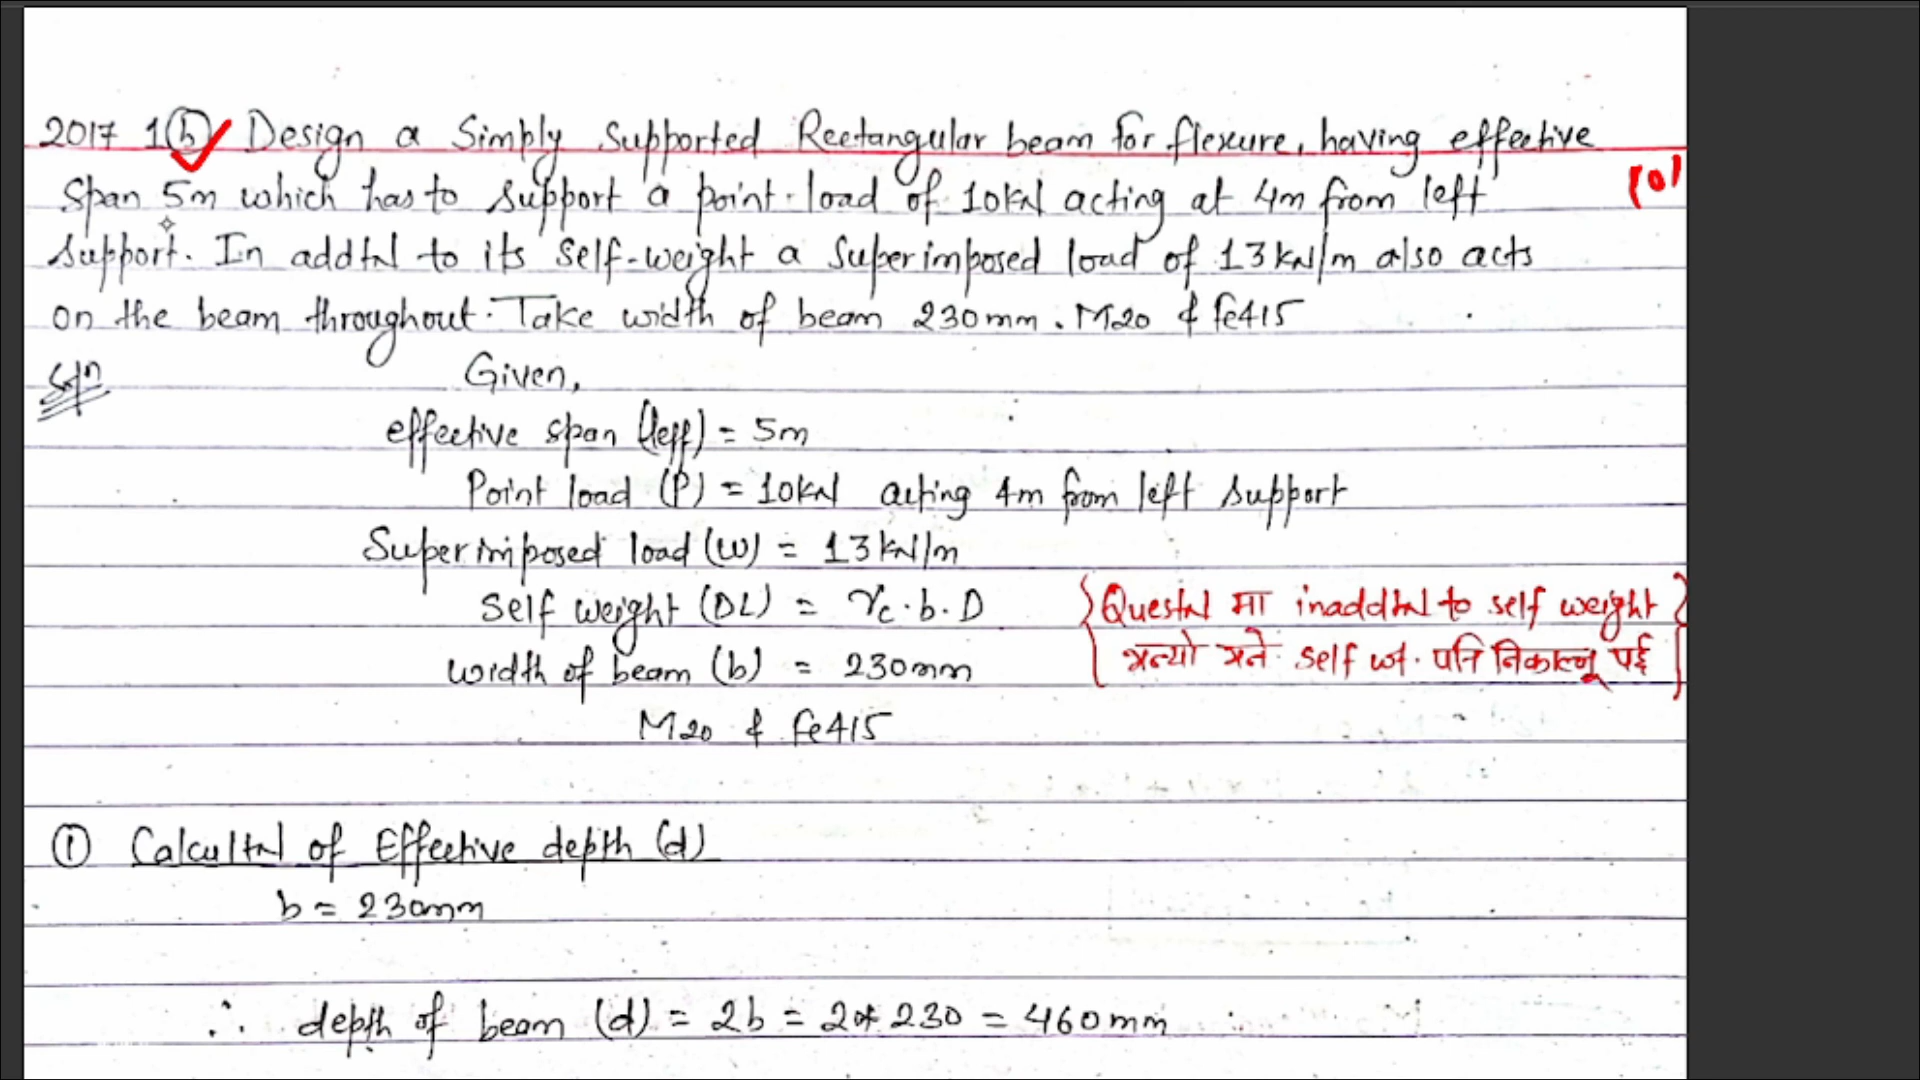 2017 1(b) Design a Simply Supported Rectangular beam for flexure, having effective
Span 5m which has to support a point load of 10kN acting at 4m from left
support. In addtnl to its self-weight a superimposed load of 13kN/m also acts
on the beam throughout. Take width of beam 230mm. M20 & fe415
[10]
Soln
Given,
effective span (leff) = 5m
Point load (P) = 10kN acting 4m from left support
Superimposed load (w) = 13kN/m
Self weight (DL) = γc.b.D
width of beam (b) = 230mm
{Questnl मा inaddtnl to self weight
भन्यो भने self wt. पनि निकाल्नु पर्छ}
M20 & fe415
① Calcultnl of Effective depth (d)
b = 230mm
∴ depth of beam (d) = 2b = 2*230 = 460mm